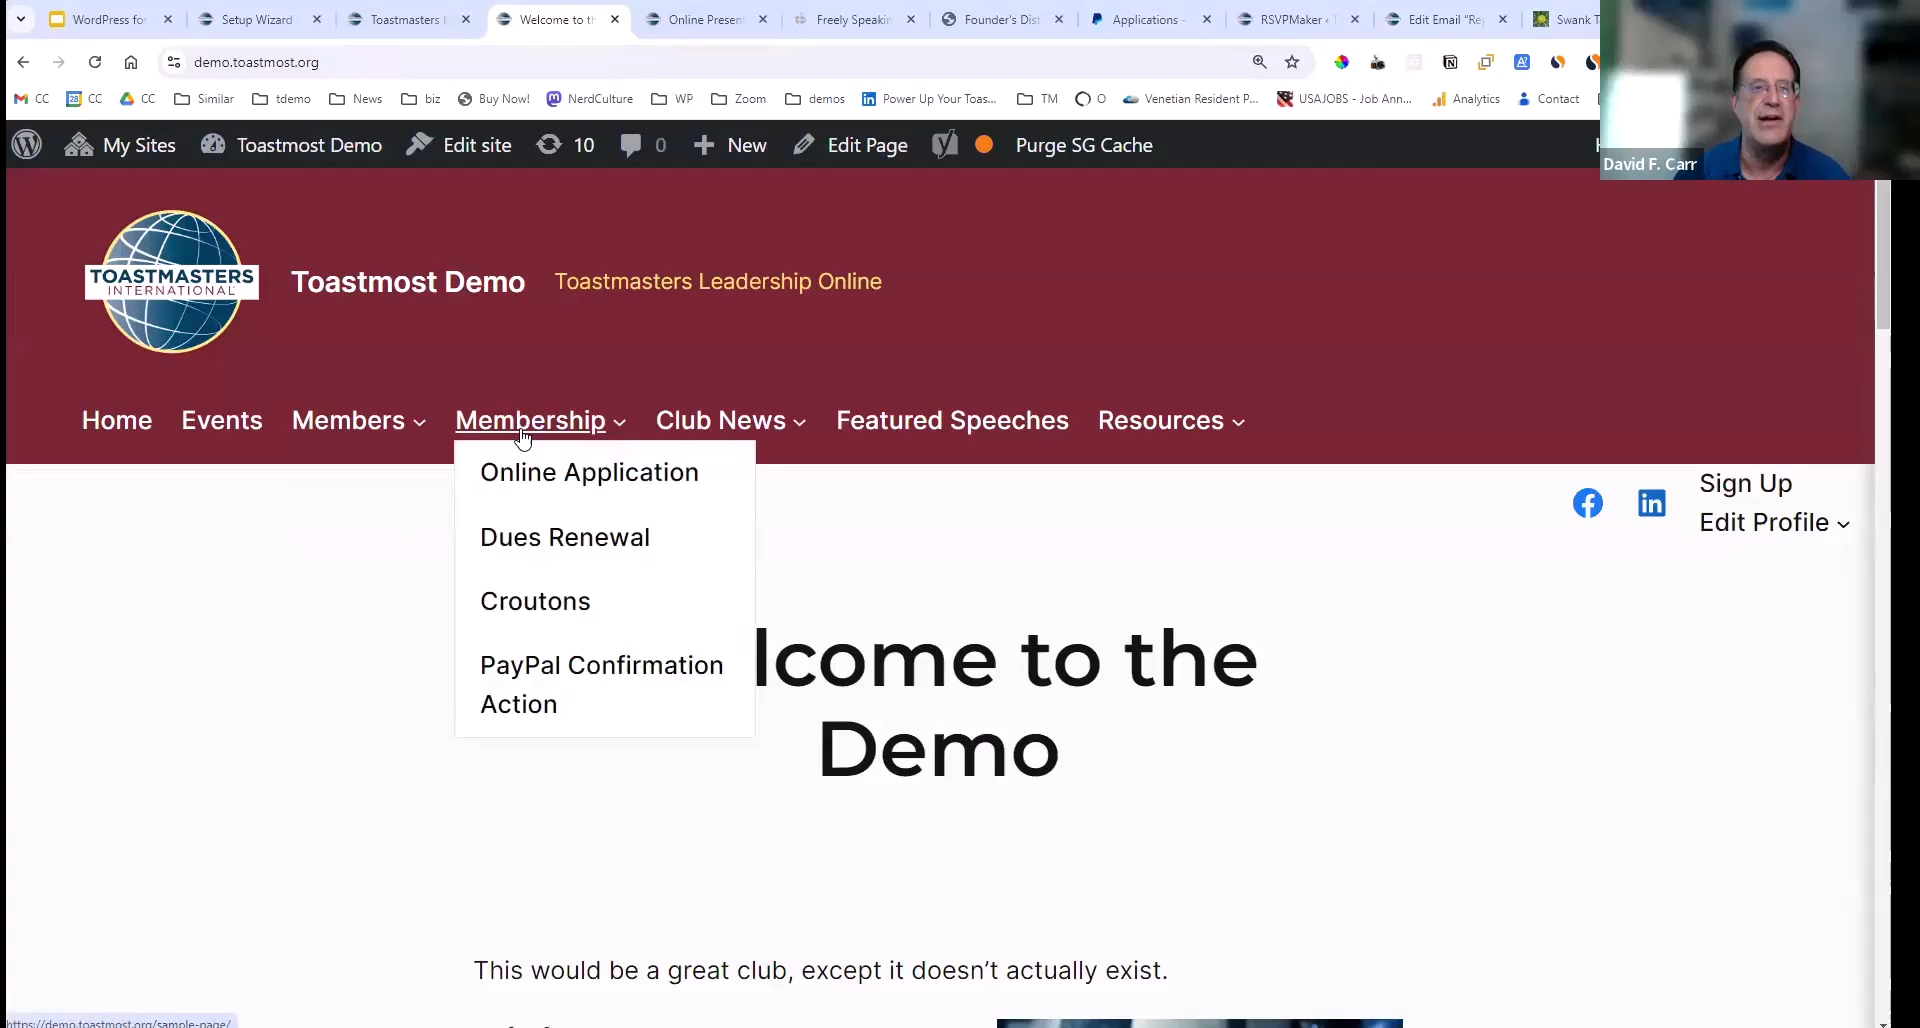 WordPress for
Setup Wizard
Toastmasters
Welcome to th
Online Presen
Freely Speakin
Founder's Dist
Applications -
RSVPMaker ‹ T
Edit Email "Re
Swank T
demo.toastmost.org
CC
28 CC
CC
Similar
tdemo
News
biz
Buy Now!
NerdCulture
WP
Zoom
demos
Power Up Your Toas...
TM
O
Venetian Resident P...
USAJOBS - Job Ann...
Analytics
Contact
My Sites
Toastmost Demo
Edit site
10
0
New
Edit Page
Purge SG Cache
H
David F. Carr
TOASTMASTERS
INTERNATIONAL
Toastmost Demo
Toastmasters Leadership Online
Home
Events
Members
Membership
Club News
Featured Speeches
Resources
Online Application
Dues Renewal
Croutons
PayPal Confirmation
Action
Sign Up
Edit Profile
lcome to the
Demo
This would be a great club, except it doesn't actually exist.
https://demo.toastmost.org/sample-page/